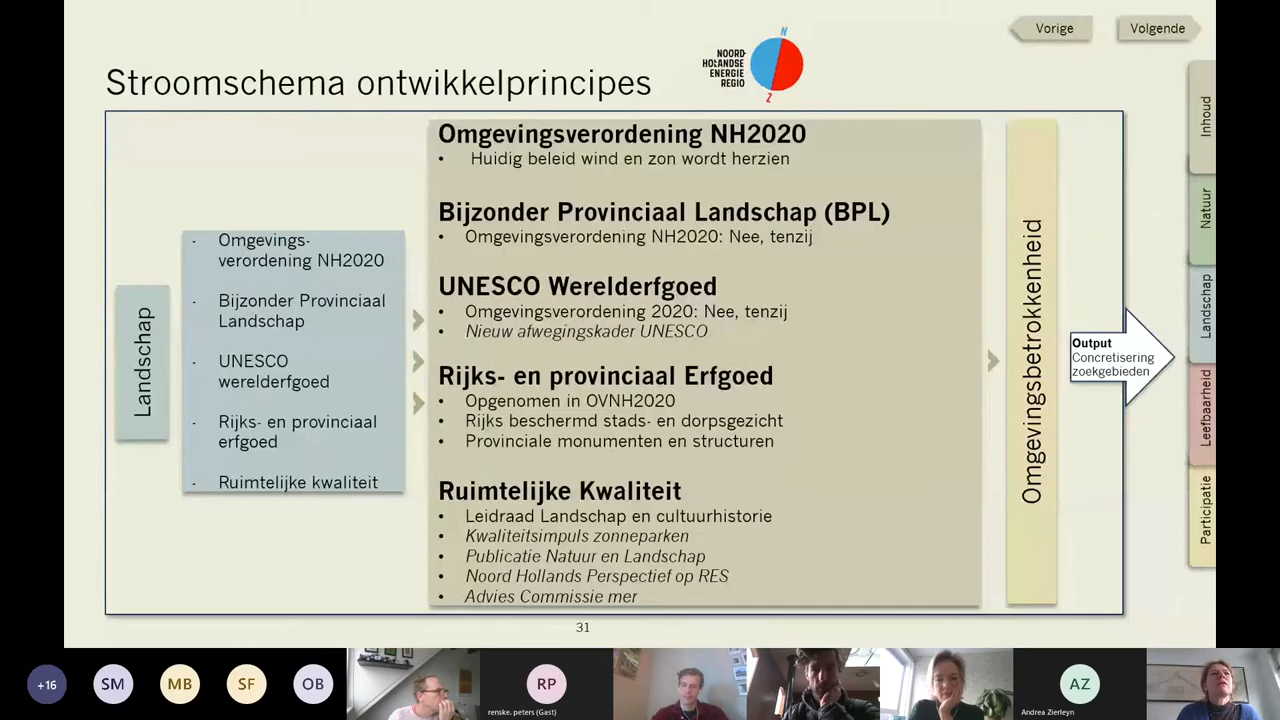 Vorige
Volgende
N
NOORD-
HOLLANDSE
ENERGIE
REGIO
Z
Stroomschema ontwikkelprincipes
Landschap
- Omgevings-
verordening NH2020
- Bijzonder Provinciaal
Landschap
- UNESCO
werelderfgoed
- Rijks- en provinciaal
erfgoed
- Ruimtelijke kwaliteit
Omgevingsverordening NH2020
• Huidig beleid wind en zon wordt herzien
Bijzonder Provinciaal Landschap (BPL)
• Omgevingsverordening NH2020: Nee, tenzij
UNESCO Werelderfgoed
• Omgevingsverordening 2020: Nee, tenzij
• Nieuw afwegingskader UNESCO
Rijks- en provinciaal Erfgoed
• Opgenomen in OVNH2020
• Rijks beschermd stads- en dorpsgezicht
• Provinciale monumenten en structuren
Ruimtelijke Kwaliteit
• Leidraad Landschap en cultuurhistorie
• Kwaliteitsimpuls zonneparken
• Publicatie Natuur en Landschap
• Noord Hollands Perspectief op RES
• Advies Commissie mer
Omgevingsbetrokkenheid
Output
Concretisering
zoekgebieden
Inhoud
Natuur
Landschap
Leefbaarheid
Participatie
31
+16
SM
MB
SF
OB
RP
renske. peters (Gast)
AZ
Andrea Zierleyn